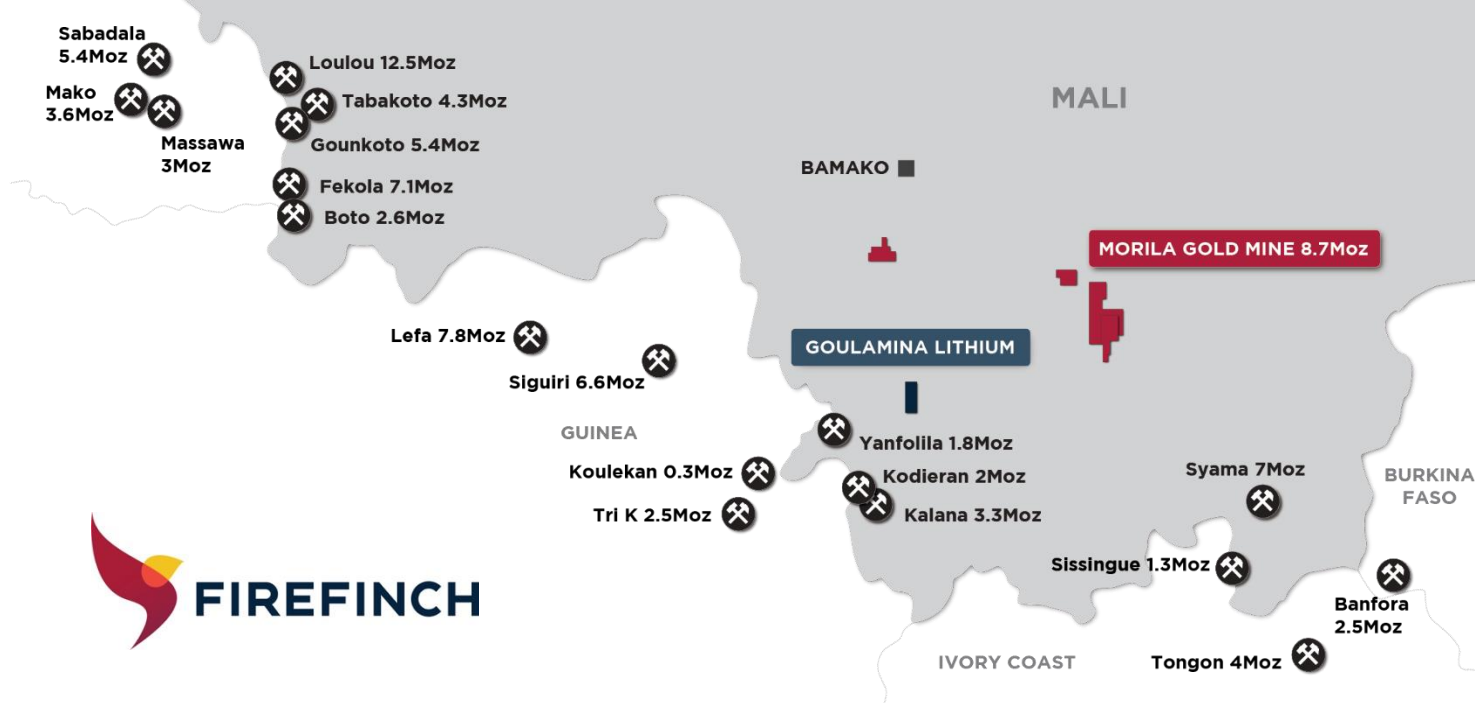 Sabadala
5.4Moz
Mako
3.6Moz
Massawa
3Moz
Loulou 12.5Moz
Tabakoto 4.3Moz
Gounkoto 5.4Moz
Fekola 7.1Moz
Boto 2.6Moz
MALI
BAMAKO
MORILA GOLD MINE 8.7Moz
GOULAMINA LITHIUM
Lefa 7.8Moz
Siguiri 6.6Moz
GUINEA
Yanfolila 1.8Moz
Koulekan 0.3Moz
Kodieran 2Moz
Tri K 2.5Moz
Kalana 3.3Moz
Syama 7Moz
BURKINA
FASO
Sissingue 1.3Moz
Banfora
2.5Moz
Tongon 4Moz
IVORY COAST
FIREFINCH